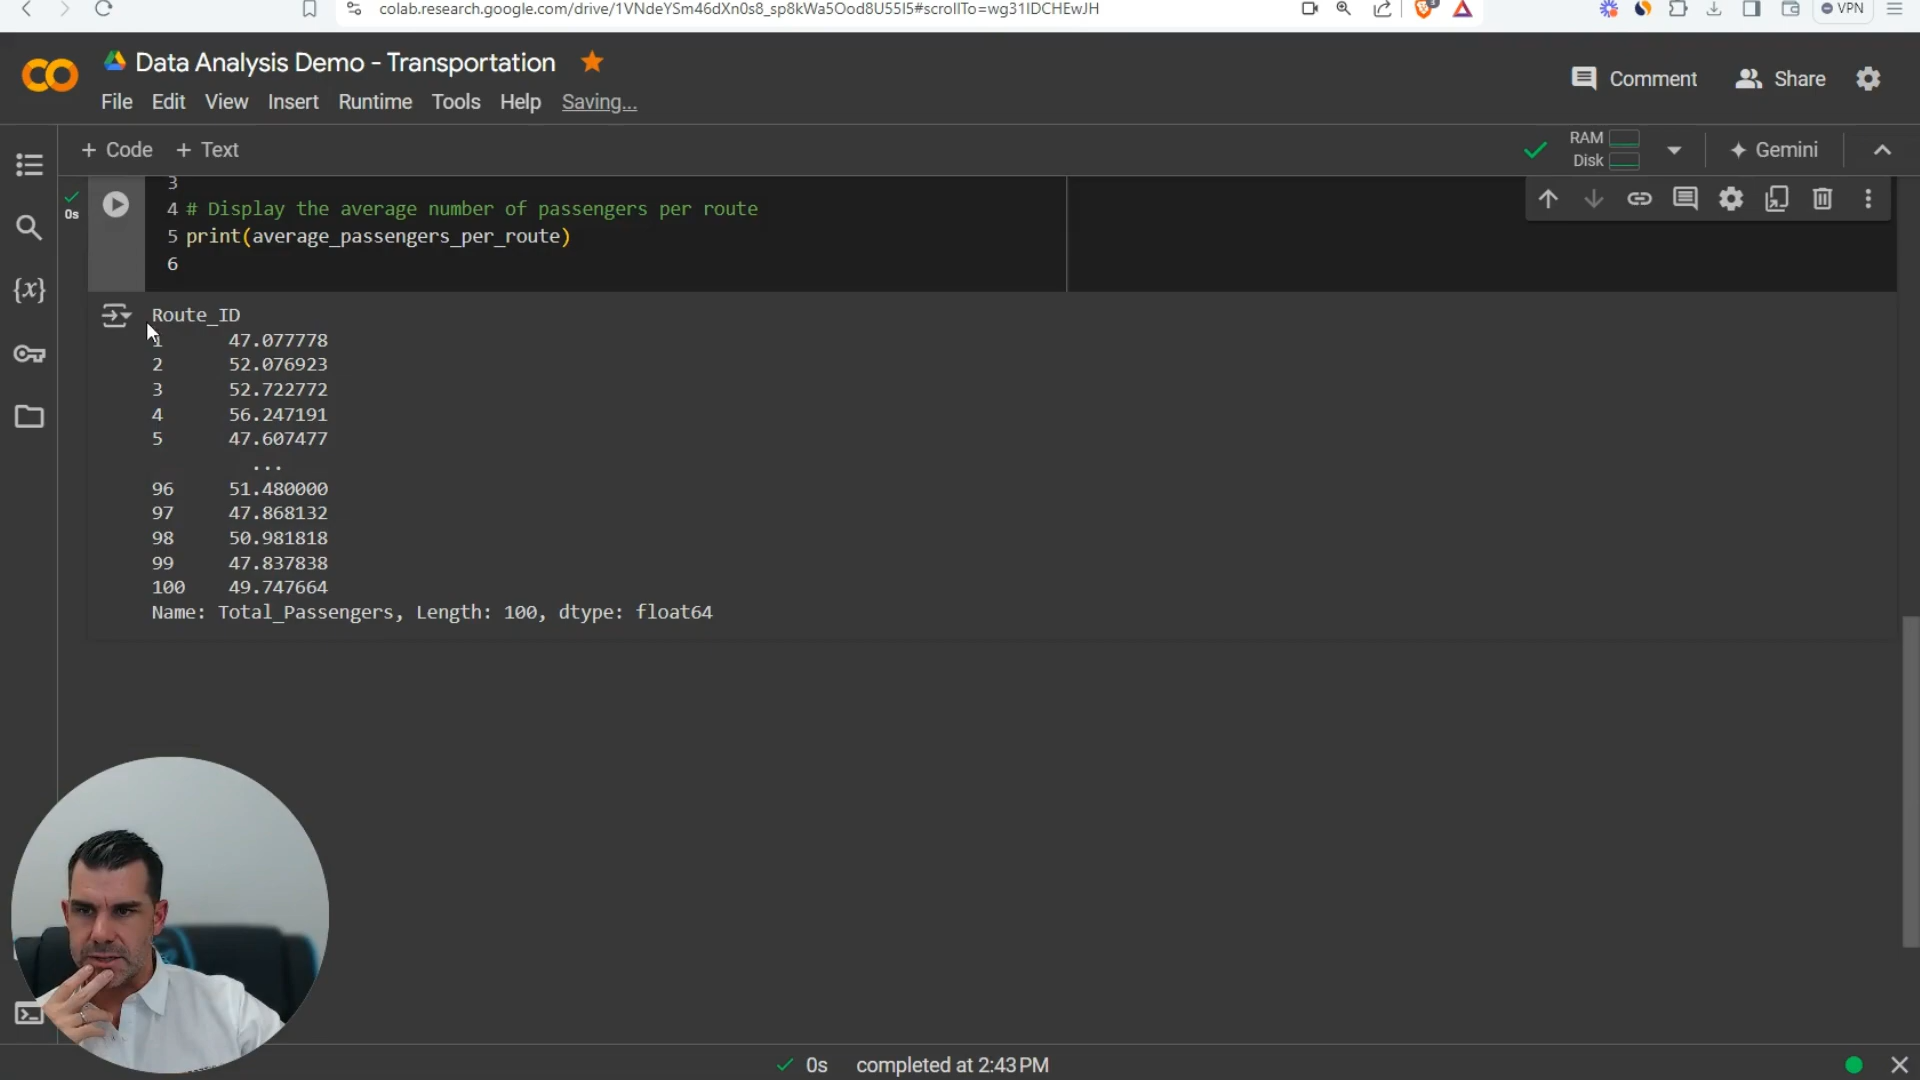 colab.research.google.com/drive/1VNdeYSm46dXn0s8_sp8kWa5Ood8U55I5#scrollTo=wg31IDCHEwJH
VPN
CO
Data Analysis Demo - Transportation
File Edit View Insert Runtime Tools Help Saving...
Comment Share
+ Code + Text
RAM
Disk
Gemini
0s
3
4 # Display the average number of passengers per route
5 print(average_passengers_per_route)
6
{x}
Route_ID
1 47.077778
2 52.076923
3 52.722772
4 56.247191
5 47.607477
...
96 51.480000
97 47.868132
98 50.981818
99 47.837838
100 49.747664
Name: Total_Passengers, Length: 100, dtype: float64
0s completed at 2:43 PM